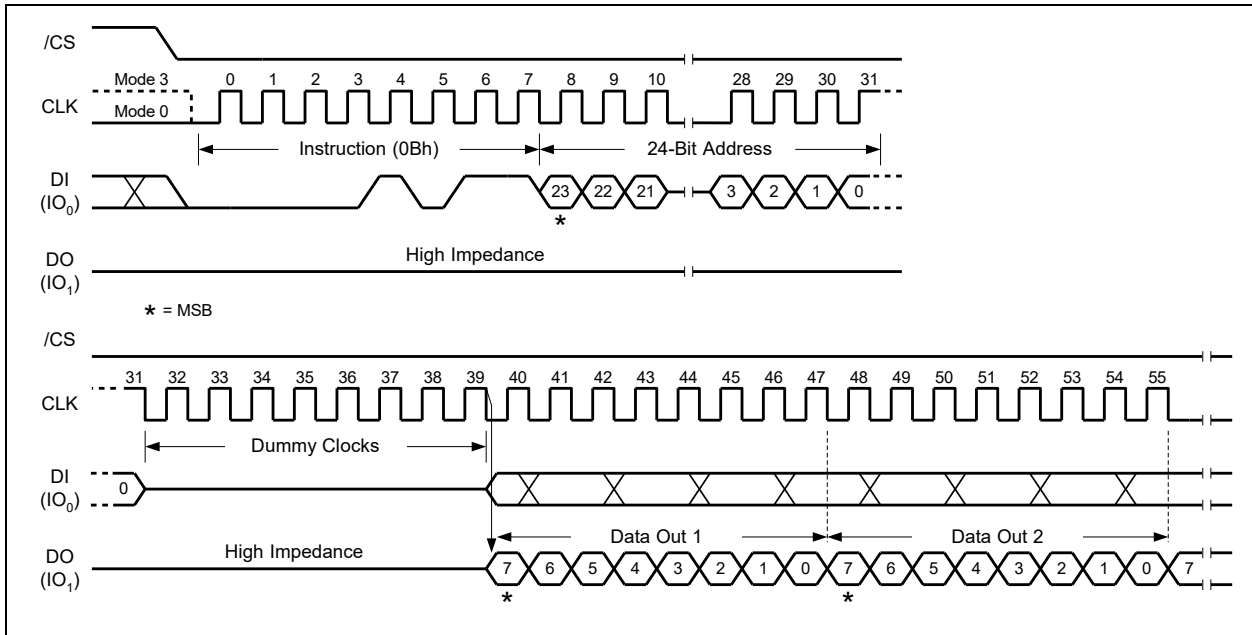 /CS
Mode 3 0 1 2 3 4 5 6 7 8 9 10 28 29 30 31
CLK Mode 0
Instruction (0Bh) 24-Bit Address
DI
(IO0) 23 22 21 3 2 1 0
*
DO High Impedance
(IO1)
* = MSB
/CS
31 32 33 34 35 36 37 38 39 40 41 42 43 44 45 46 47 48 49 50 51 52 53 54 55
CLK
Dummy Clocks
DI
(IO0) 0
Data Out 1 Data Out 2
DO High Impedance
(IO1) 7 6 5 4 3 2 1 0 7 6 5 4 3 2 1 0 7
* *